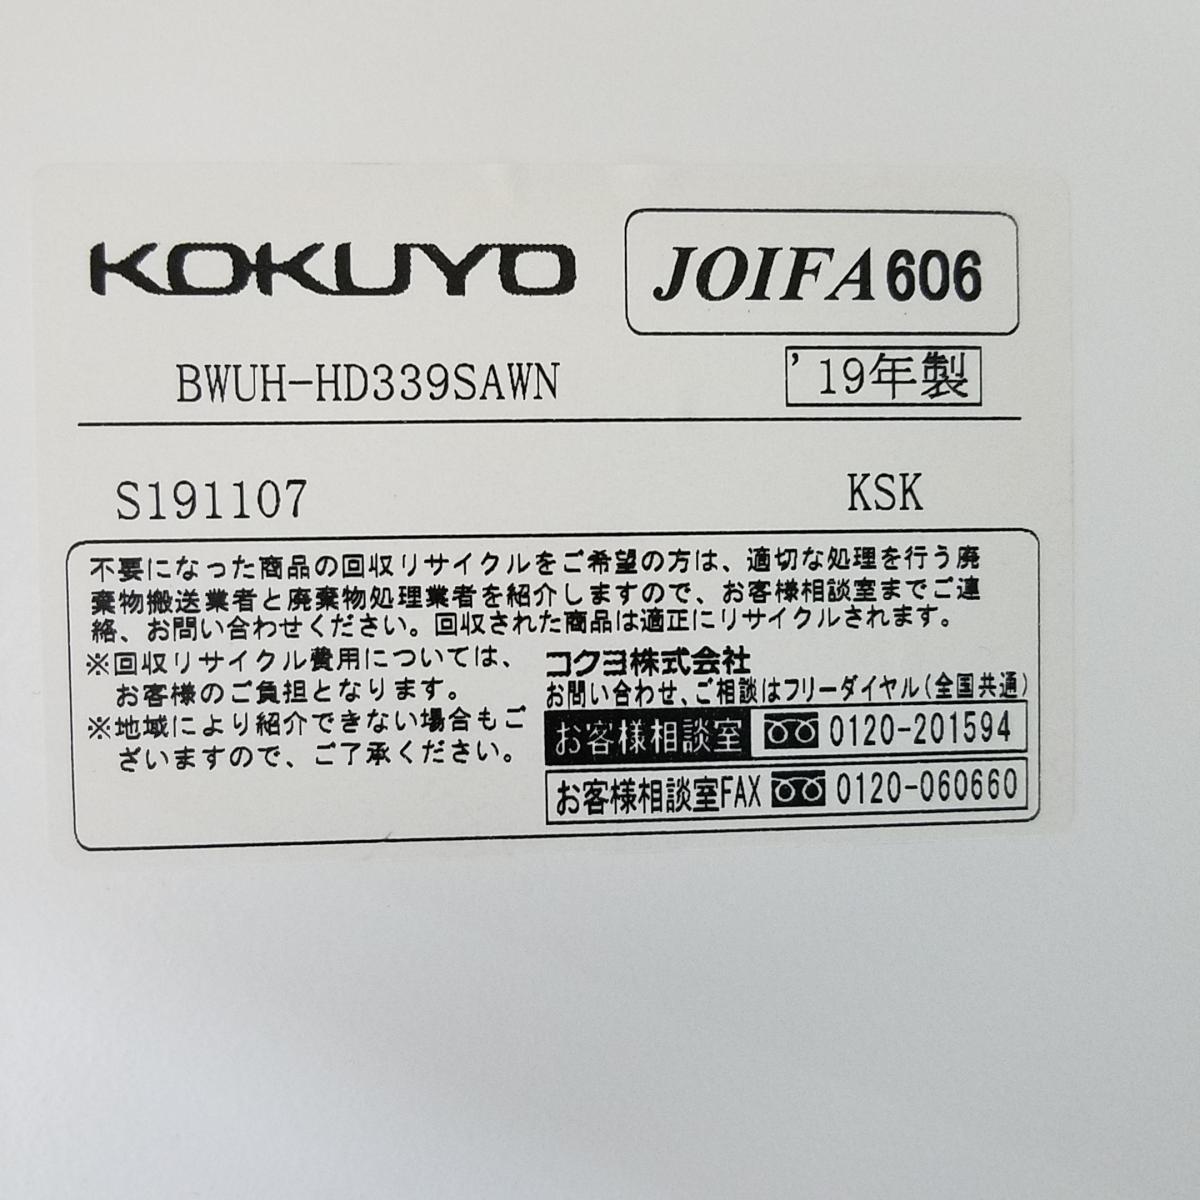 KOKUYO
JOIFA606
BWUH-HD339SAWN
'19年製
S191107
KSK
不要になった商品の回収リサイクルをご希望の方は、適切な処理を行う廃
棄物搬送業者と廃棄物処理業者を紹介しますので、お客様相談室までご連
絡、お問い合わせください。回収された商品は適正にリサイクルされます。
※回収リサイクル費用については、
お客様のご負担となります。
※地域により紹介できない場合もご
ざいますので、ご了承ください。
コクヨ株式会社
お問い合わせ、ご相談はフリーダイヤル(全国共通)
お客様相談室 0120-201594
お客様相談室FAX 0120-060660